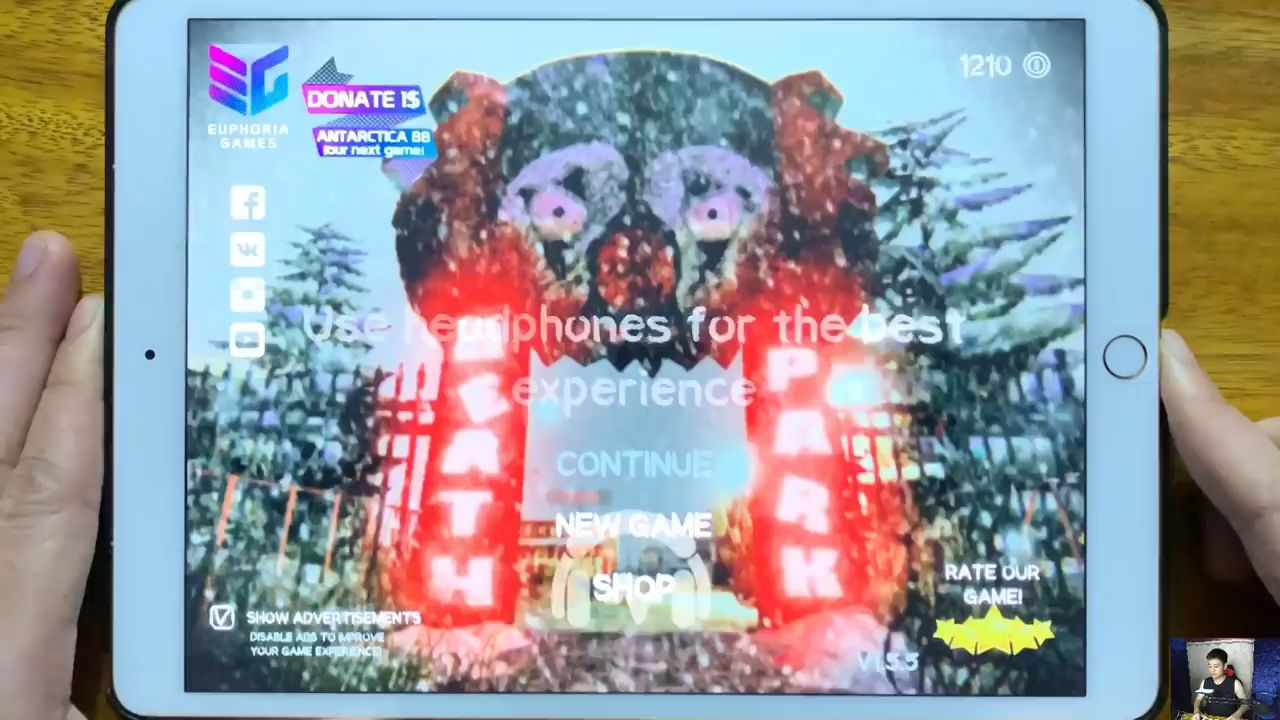 EUPHORIA
GAMES
DONATE 1$
ANTARCTICA 88
(our next game)
1210
Use headphones for the best
experience
DEATH
PARK
CONTINUE
NEW GAME
SHOP
SHOW ADVERTISEMENTS
DISABLE ADS TO IMPROVE
YOUR GAME EXPERIENCE!
RATE OUR
GAME!
V1.5.5